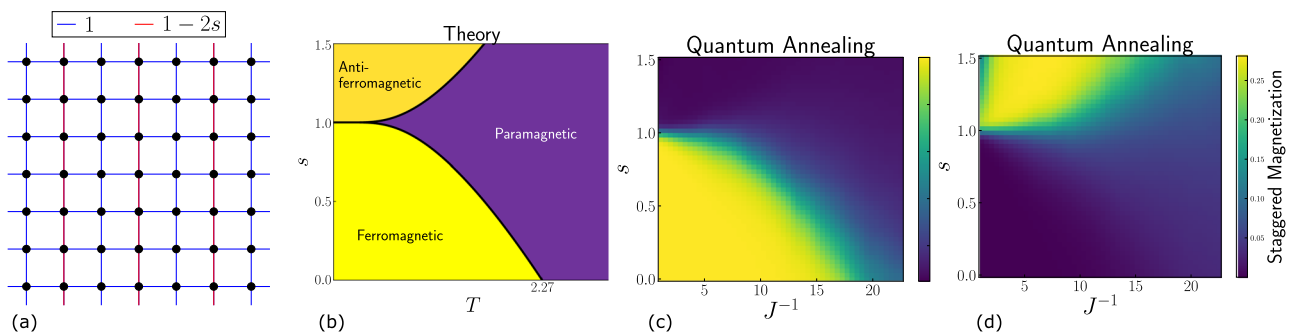 1
1 − 2s
(a)
Theory
1.5
1.0
0.5
0.0
s
Anti-
ferromagnetic
Paramagnetic
Ferromagnetic
2.27
T
(b)
Quantum Annealing
1.5
1.0
0.5
0.0
s
5
10
15
20
J⁻¹
(c)
Quantum Annealing
1.5
1.0
0.5
0.0
s
5
10
15
20
J⁻¹
(d)
0.25
0.20
0.15
0.10
0.05
Staggered Magnetization